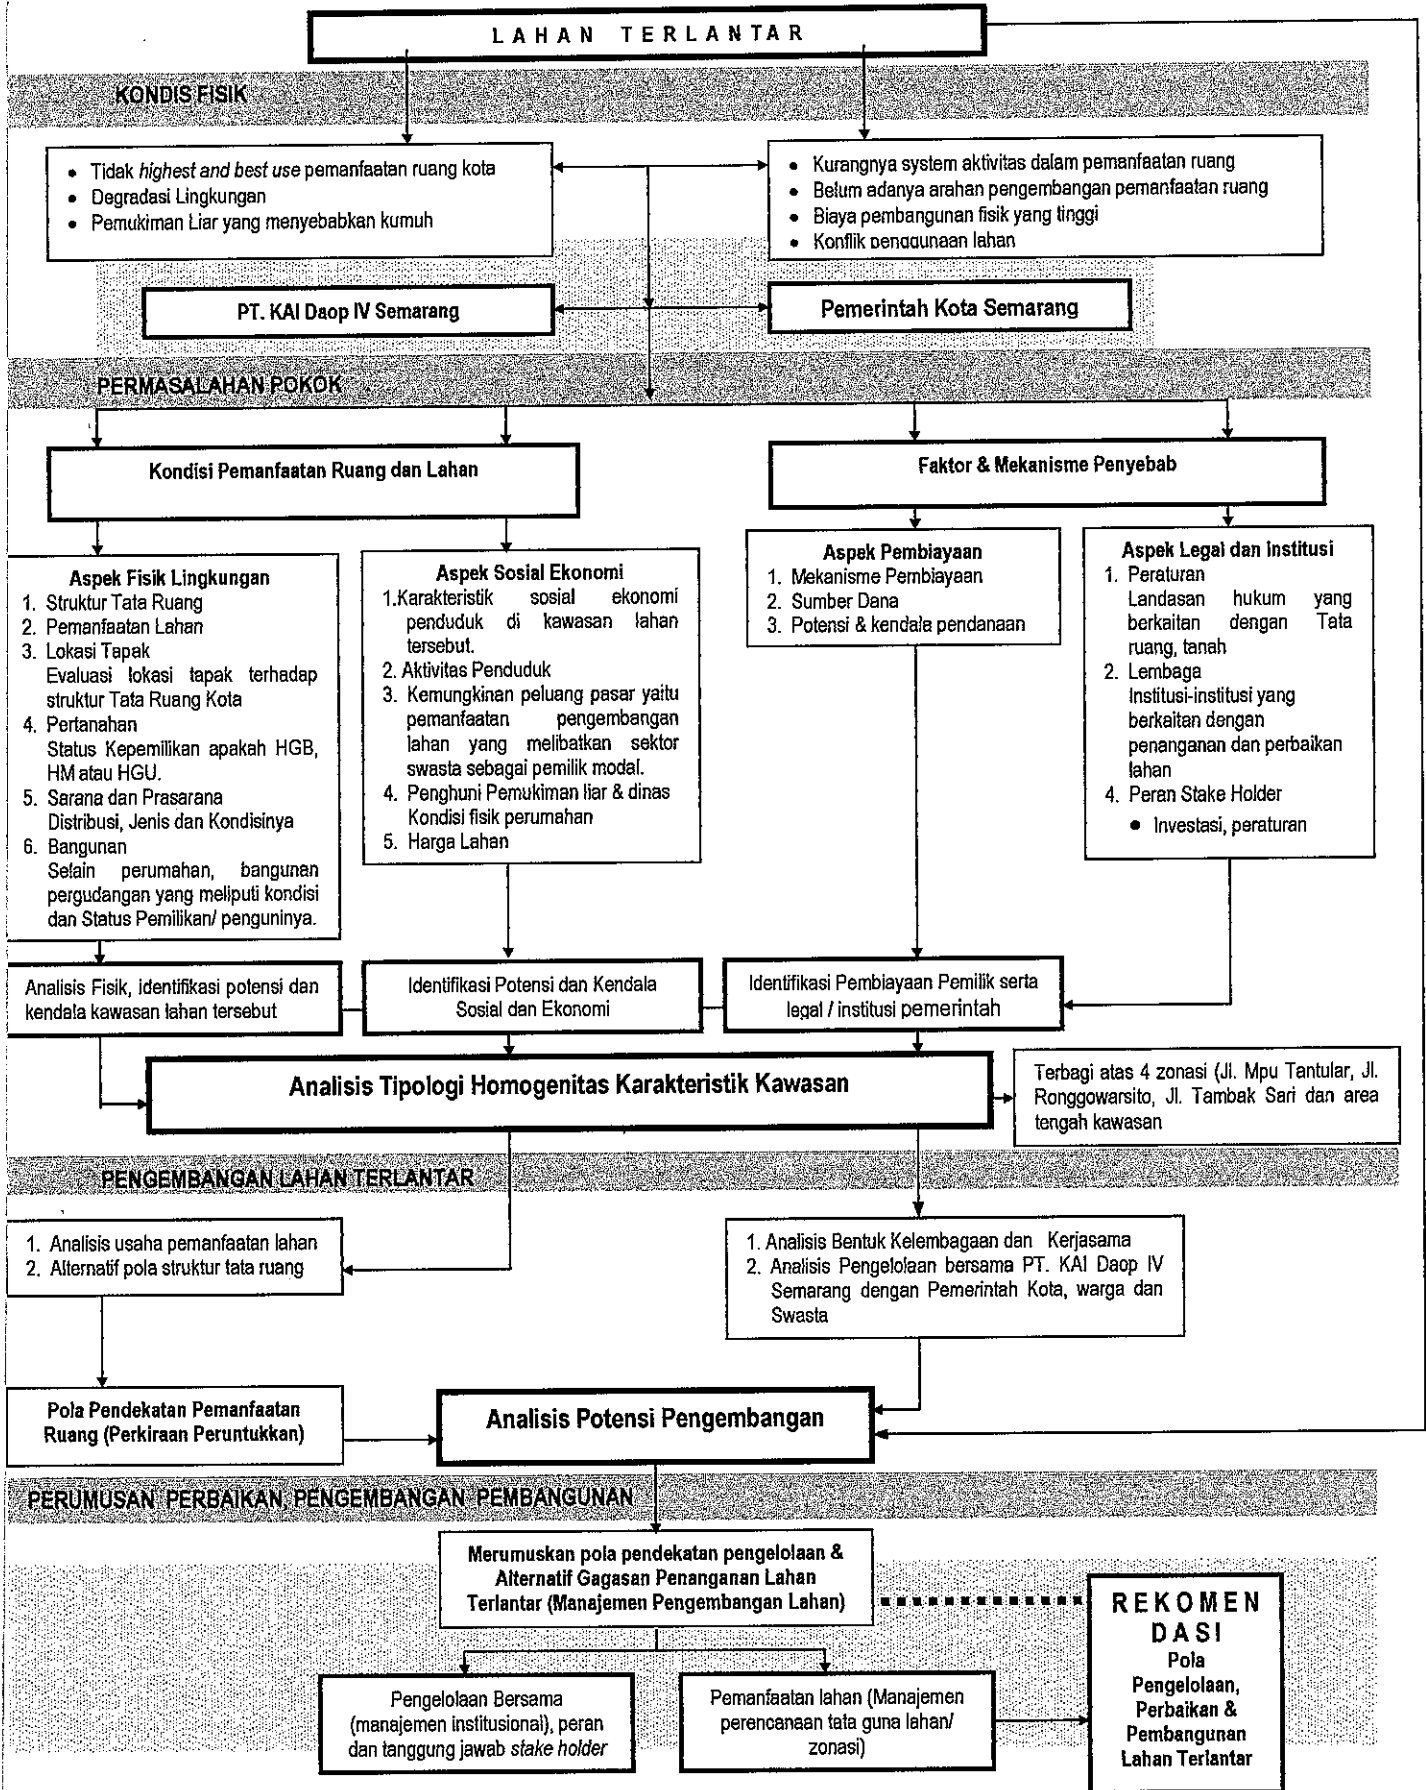 LAHAN TERLANTAR
KONDIS FISIK
• Tidak highest and best use pemanfaatan ruang kota
• Degradasi Lingkungan
• Pemukiman Liar yang menyebabkan kumuh
• Kurangnya system aktivitas dalam pemanfaatan ruang
• Belum adanya arahan pengembangan pemanfaatan ruang
• Biaya pembangunan fisik yang tinggi
• Konflik penggunaan lahan
PT. KAI Daop IV Semarang
Pemerintah Kota Semarang
PERMASALAHAN POKOK
Kondisi Pemanfaatan Ruang dan Lahan
Faktor & Mekanisme Penyebab
Aspek Fisik Lingkungan
1. Struktur Tata Ruang
2. Pemanfaatan Lahan
3. Lokasi Tapak
Evaluasi lokasi tapak terhadap
struktur Tata Ruang Kota
4. Pertanahan
Status Kepemilikan apakah HGB,
HM atau HGU.
5. Sarana dan Prasarana
Distribusi, Jenis dan Kondisinya
6. Bangunan
Selain perumahan, bangunan
pergudangan yang meliputi kondisi
dan Status Pemilikan/ penguninya.
Aspek Sosial Ekonomi
1.Karakteristik sosial ekonomi
penduduk di kawasan lahan
tersebut.
2. Aktivitas Penduduk
3. Kemungkinan peluang pasar yaitu
pemanfaatan pengembangan
lahan yang melibatkan sektor
swasta sebagai pemilik modal.
4. Penghuni Pemukiman liar & dinas
Kondisi fisik perumahan
5. Harga Lahan
Aspek Pembiayaan
1. Mekanisme Pembiayaan
2. Sumber Dana
3. Potensi & kendala pendanaan
Aspek Legal dan Institusi
1. Peraturan
Landasan hukum yang
berkaitan dengan Tata
ruang, tanah
2. Lembaga
Institusi-institusi yang
berkaitan dengan
penanganan dan perbaikan
lahan
4. Peran Stake Holder
• Investasi, peraturan
Analisis Fisik, identifikasi potensi dan
kendala kawasan lahan tersebut
Identifikasi Potensi dan Kendala
Sosial dan Ekonomi
Identifikasi Pembiayaan Pemilik serta
legal / institusi pemerintah
Analisis Tipologi Homogenitas Karakteristik Kawasan
Terbagi atas 4 zonasi (Jl. Mpu Tantular, Jl.
Ronggowarsito, Jl. Tambak Sari dan area
tengah kawasan
PENGEMBANGAN LAHAN TERLANTAR
1. Analisis usaha pemanfaatan lahan
2. Alternatif pola struktur tata ruang
1. Analisis Bentuk Kelembagaan dan Kerjasama
2. Analisis Pengelolaan bersama PT. KAI Daop IV
Semarang dengan Pemerintah Kota, warga dan
Swasta
Pola Pendekatan Pemanfaatan
Ruang (Perkiraan Peruntukkan)
Analisis Potensi Pengembangan
PERUMUSAN PERBAIKAN, PENGEMBANGAN PEMBANGUNAN
Merumuskan pola pendekatan pengelolaan &
Alternatif Gagasan Penanganan Lahan
Terlantar (Manajemen Pengembangan Lahan)
Pengelolaan Bersama
(manajemen institusional), peran
dan tanggung jawab stake holder
Pemanfaatan lahan (Manajemen
perencanaan tata guna lahan/
zonasi)
REKOMEN
DASI
Pola
Pengelolaan,
Perbaikan &
Pembangunan
Lahan Terlantar